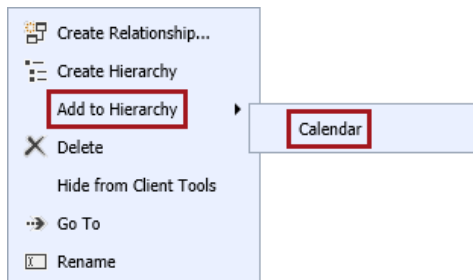 Create Relationship...
Create Hierarchy
Add to Hierarchy
Calendar
Delete
Hide from Client Tools
Go To
Rename